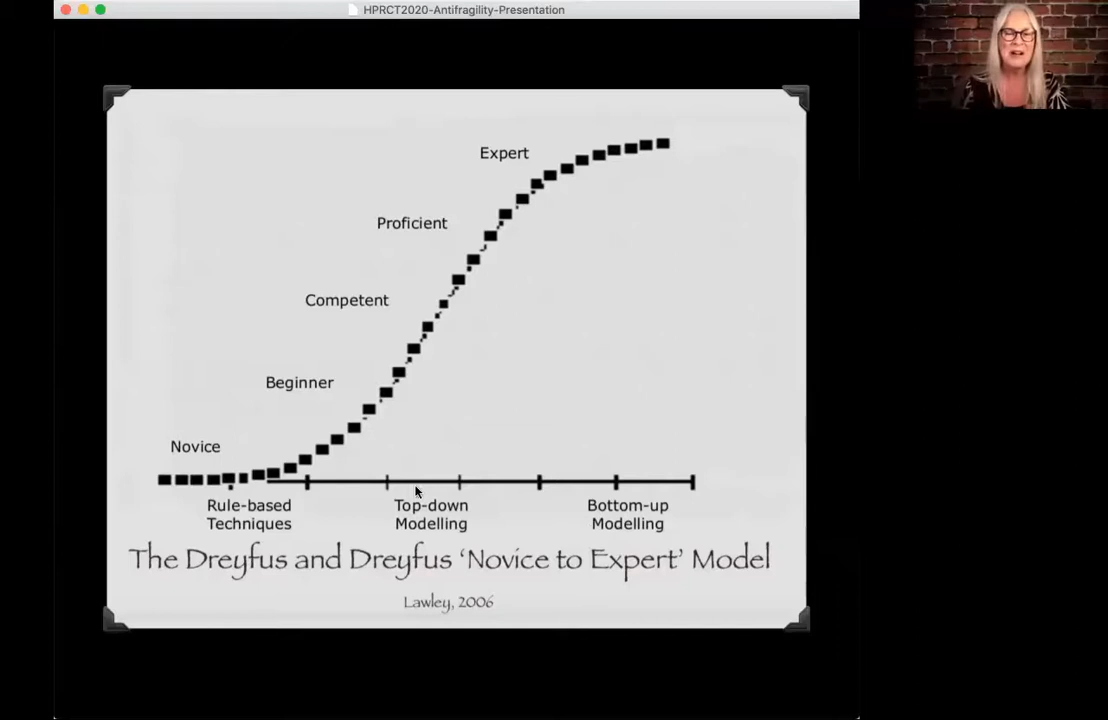 HPRCT2020-Antifragility-Presentation
Expert
Proficient
Competent
Beginner
Novice
Rule-based
Techniques
Top-down
Modelling
Bottom-up
Modelling
The Dreyfus and Dreyfus ‘Novice to Expert’ Model
Lawley, 2006